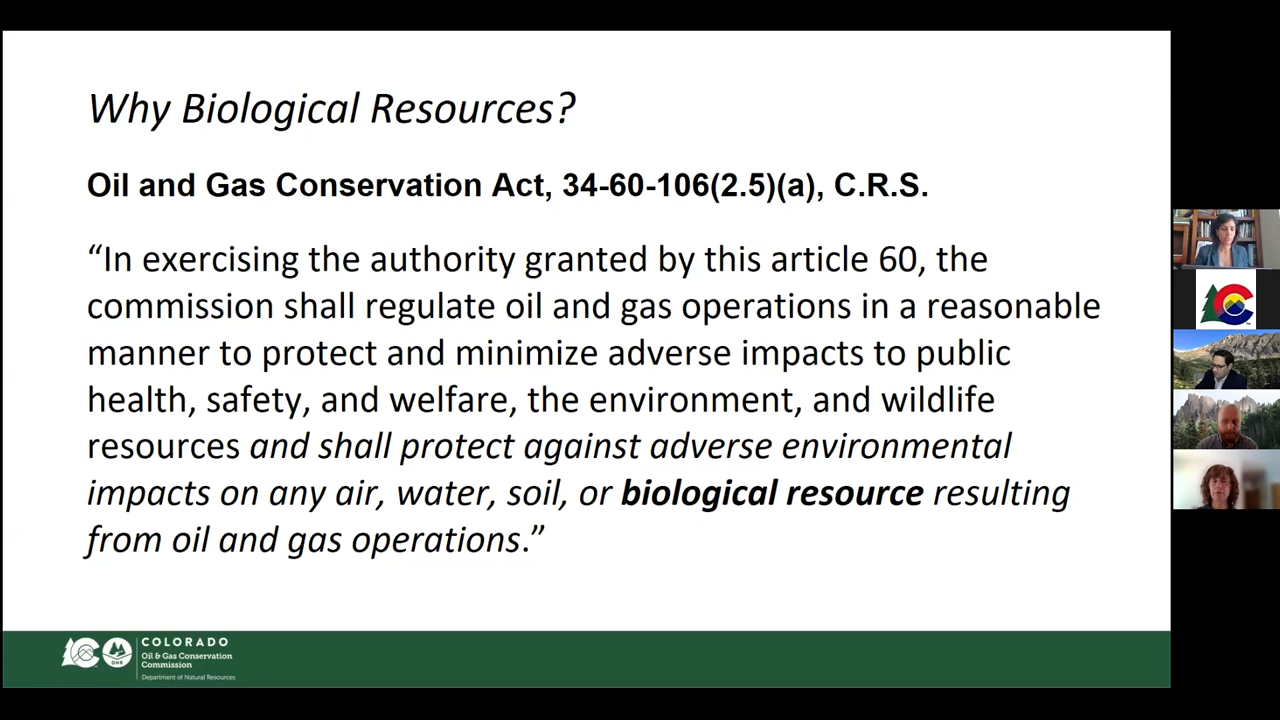 Why Biological Resources?
Oil and Gas Conservation Act, 34-60-106(2.5)(a), C.R.S.
“In exercising the authority granted by this article 60, the
commission shall regulate oil and gas operations in a reasonable
manner to protect and minimize adverse impacts to public
health, safety, and welfare, the environment, and wildlife
resources and shall protect against adverse environmental
impacts on any air, water, soil, or biological resource resulting
from oil and gas operations.”
COLORADO
Oil & Gas Conservation
Commission
Department of Natural Resources
DNR